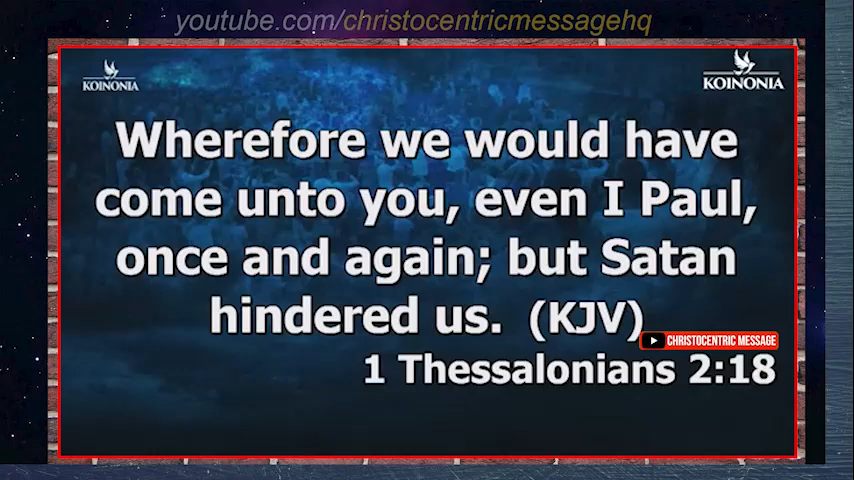 youtube.com/christocentricmessagehq
KOINONIA
KOINONIA
Wherefore we would have
come unto you, even I Paul,
once and again; but Satan
hindered us. (KJV)
CHRISTOCENTRIC MESSAGE
1 Thessalonians 2:18